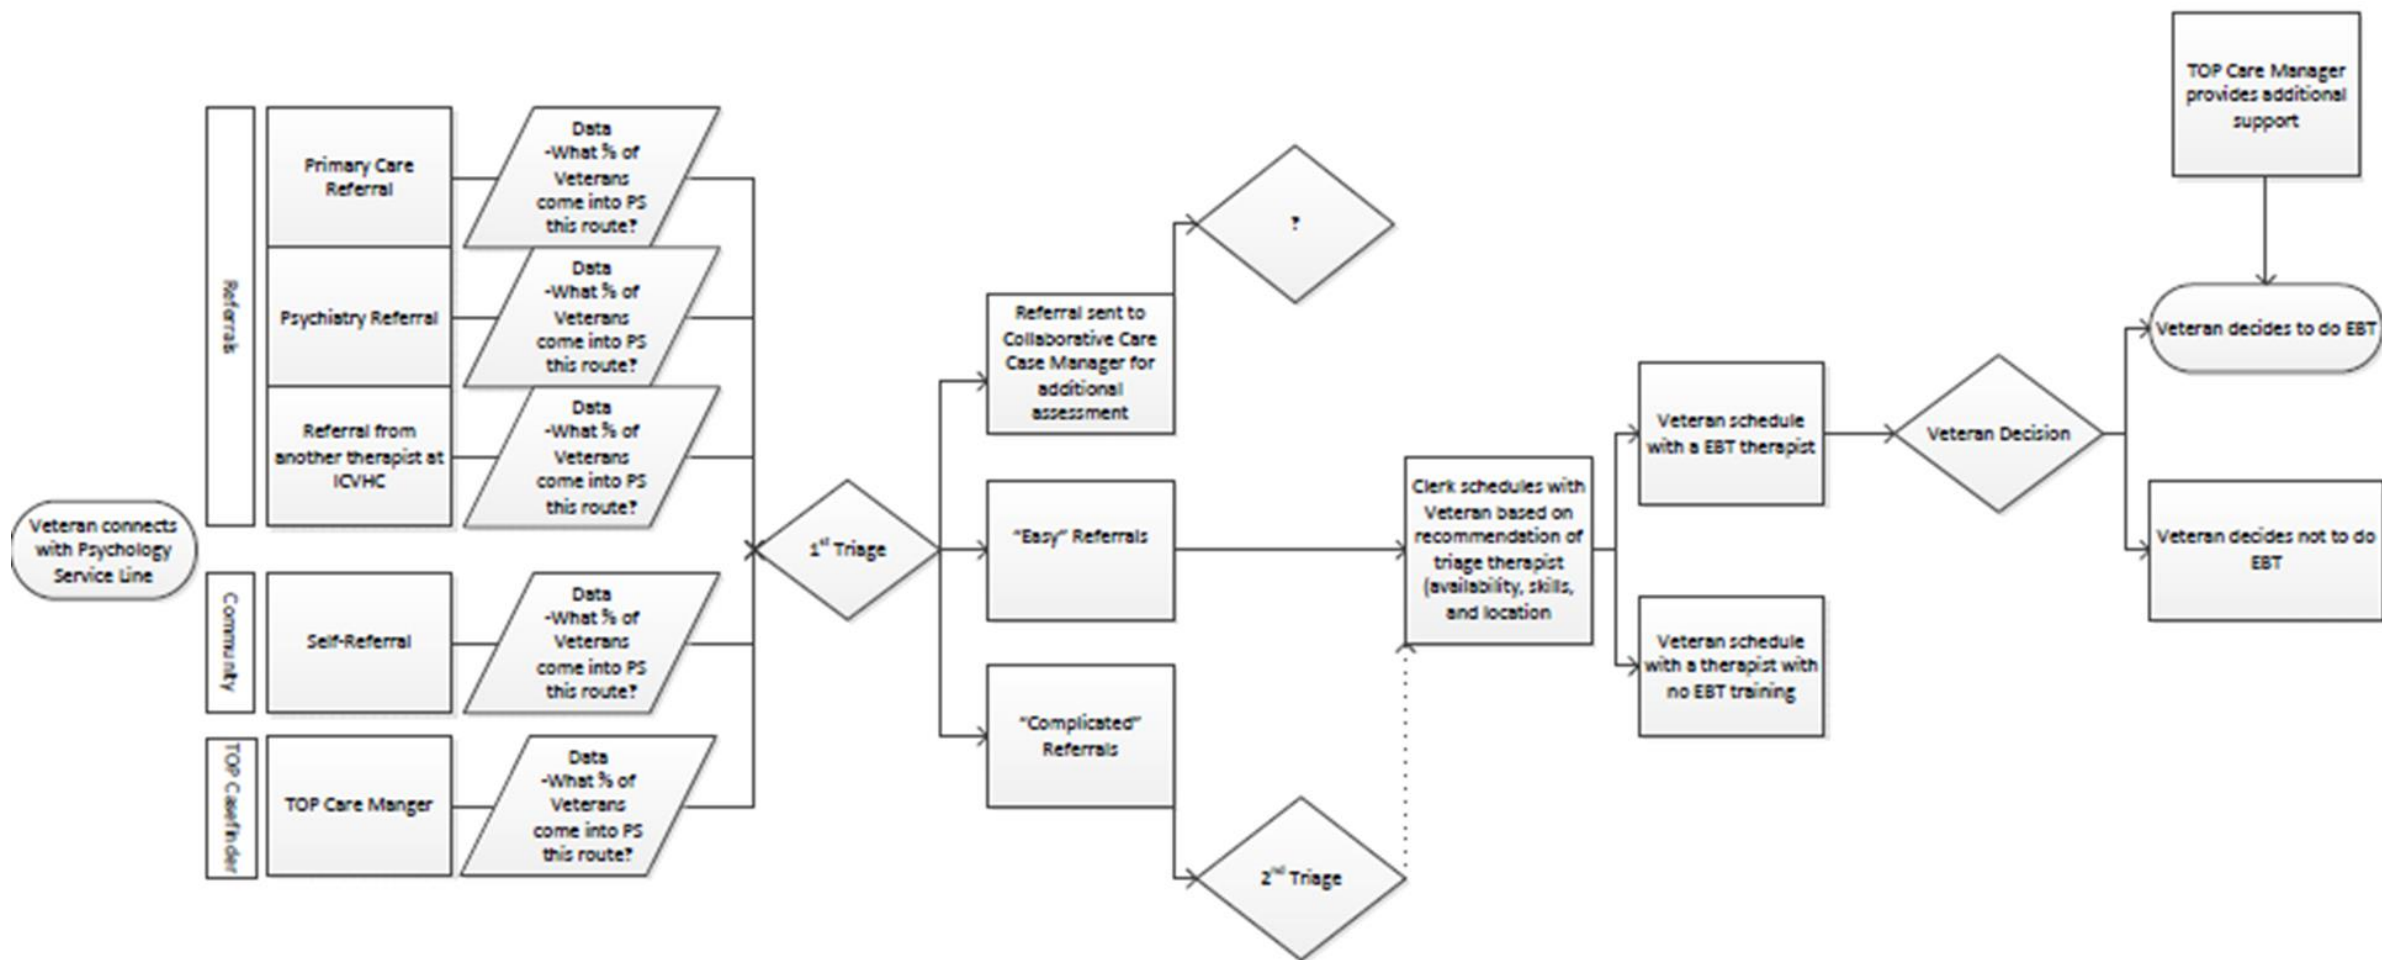 Veteran connects
with Psychology
Service Line
Referrals
Primary Care
Referral
Data
-What % of
Veterans
come into PS
this route?
Psychiatry Referral
Data
-What % of
Veterans
come into PS
this route?
Referral from
another therapist at
ICVHC
Data
-What % of
Veterans
come into PS
this route?
Community
Self-Referral
Data
-What % of
Veterans
come into PS
this route?
TOP Casefinder
TOP Care Manger
Data
-What % of
Veterans
come into PS
this route?
1st Triage
Referral sent to
Collaborative Care
Case Manager for
additional
assessment
?
"Easy" Referrals
"Complicated"
Referrals
2nd Triage
Clerk schedules with
Veteran based on
recommendation of
triage therapist
(availability, skills,
and location
Veteran schedule
with a EBT therapist
Veteran schedule
with a therapist with
no EBT training
Veteran Decision
TOP Care Manager
provides additional
support
Veteran decides to do EBT
Veteran decides not to do
EBT